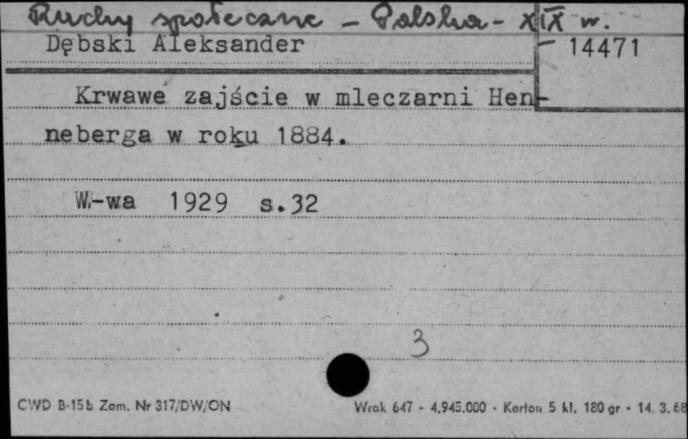 Ruchy społeczne - Polska - XIX w.
Dębski Aleksander
14471
Krwawe zajście w mleczarni Hen-
neberga w roku 1884.
W.-wa 1929 s.32
3
CWD B-15b Zam. Nr 317/DW/ON
Wrak 647 - 4.945.000 - Karton 5 kl. 180 gr - 14. 3. 68